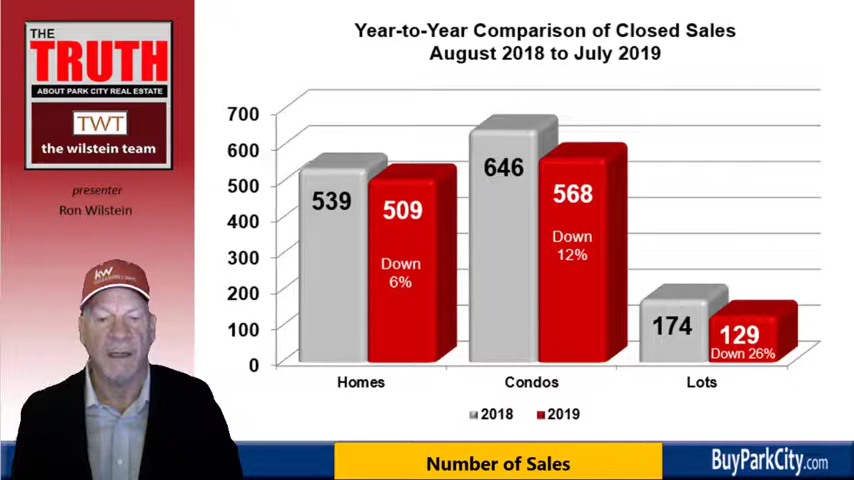 THE
TRUTH
ABOUT PARK CITY REAL ESTATE
TWT
the wilstein team
presenter
Ron Wilstein
kw
Year-to-Year Comparison of Closed Sales
August 2018 to July 2019
700
600
500
400
300
200
100
0
539
509
Down
6%
646
568
Down
12%
174
129
Down 26%
Homes
Condos
Lots
2018
2019
Number of Sales
BuyParkCity.com